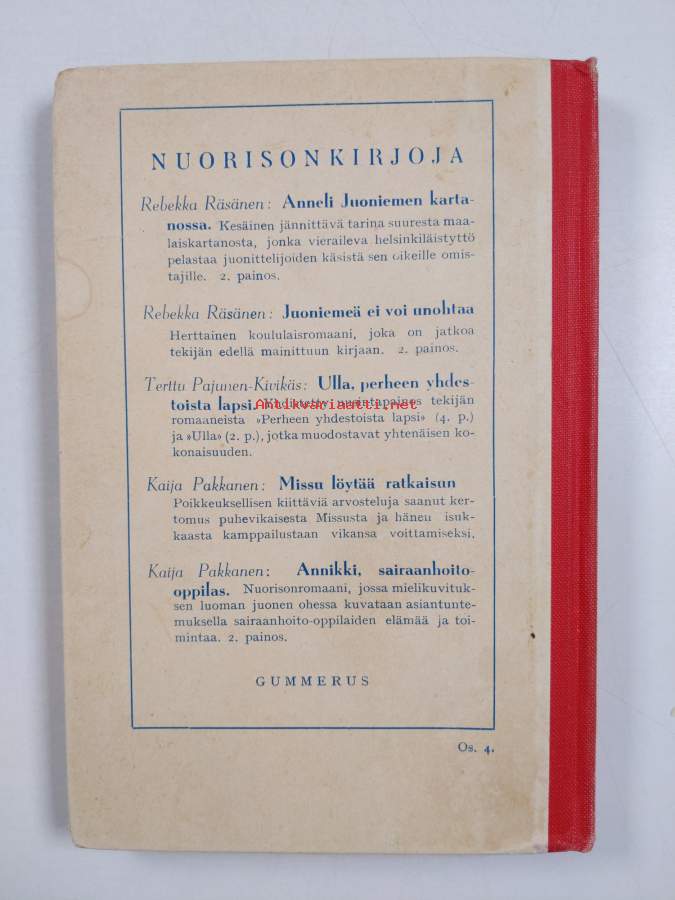 NUORISONKIRJOJA
Rebekka Räsänen: Anneli Juoniemen karta-
nossa. Kesäinen jännittävä tarina suuresta maa-
laiskartanosta, jonka vieraileva helsinkiläistyttö
pelastaa juonittelijoiden käsistä sen oikeille omis-
tajille. 2. painos.
Rebekka Räsänen: Juoniemeä ei voi unohtaa
Herttainen koululaisromaani, joka on jatkoa
tekijän edellä mainittuun kirjaan. 2. painos.
Terttu Pajunen-Kivikäs: Ulla, perheen yhdes-
toista lapsi. Yhdistetty uusintapainos tekijän
Antikvariaatti.net
romaaneista »Perheen yhdestoista lapsi» (4. p.)
ja »Ulla» (2. p.), jotka muodostavat yhtenäisen ko-
konaisuuden.
Kaija Pakkanen: Missu löytää ratkaisun
Poikkeuksellisen kiittäviä arvosteluja saanut ker-
tomus puhevikaisesta Missusta ja hänen isuk-
kaasta kamppailustaan vikansa voittamiseksi.
Kaija Pakkanen: Annikki, sairaanhoito-
oppilas. Nuorisonromaani, jossa mielikuvituk-
sen luoman juonen ohessa kuvataan asiantunte-
muksella sairaanhoito-oppilaiden elämää ja toi-
mintaa. 2. painos.
GUMMERUS
Os. 4.